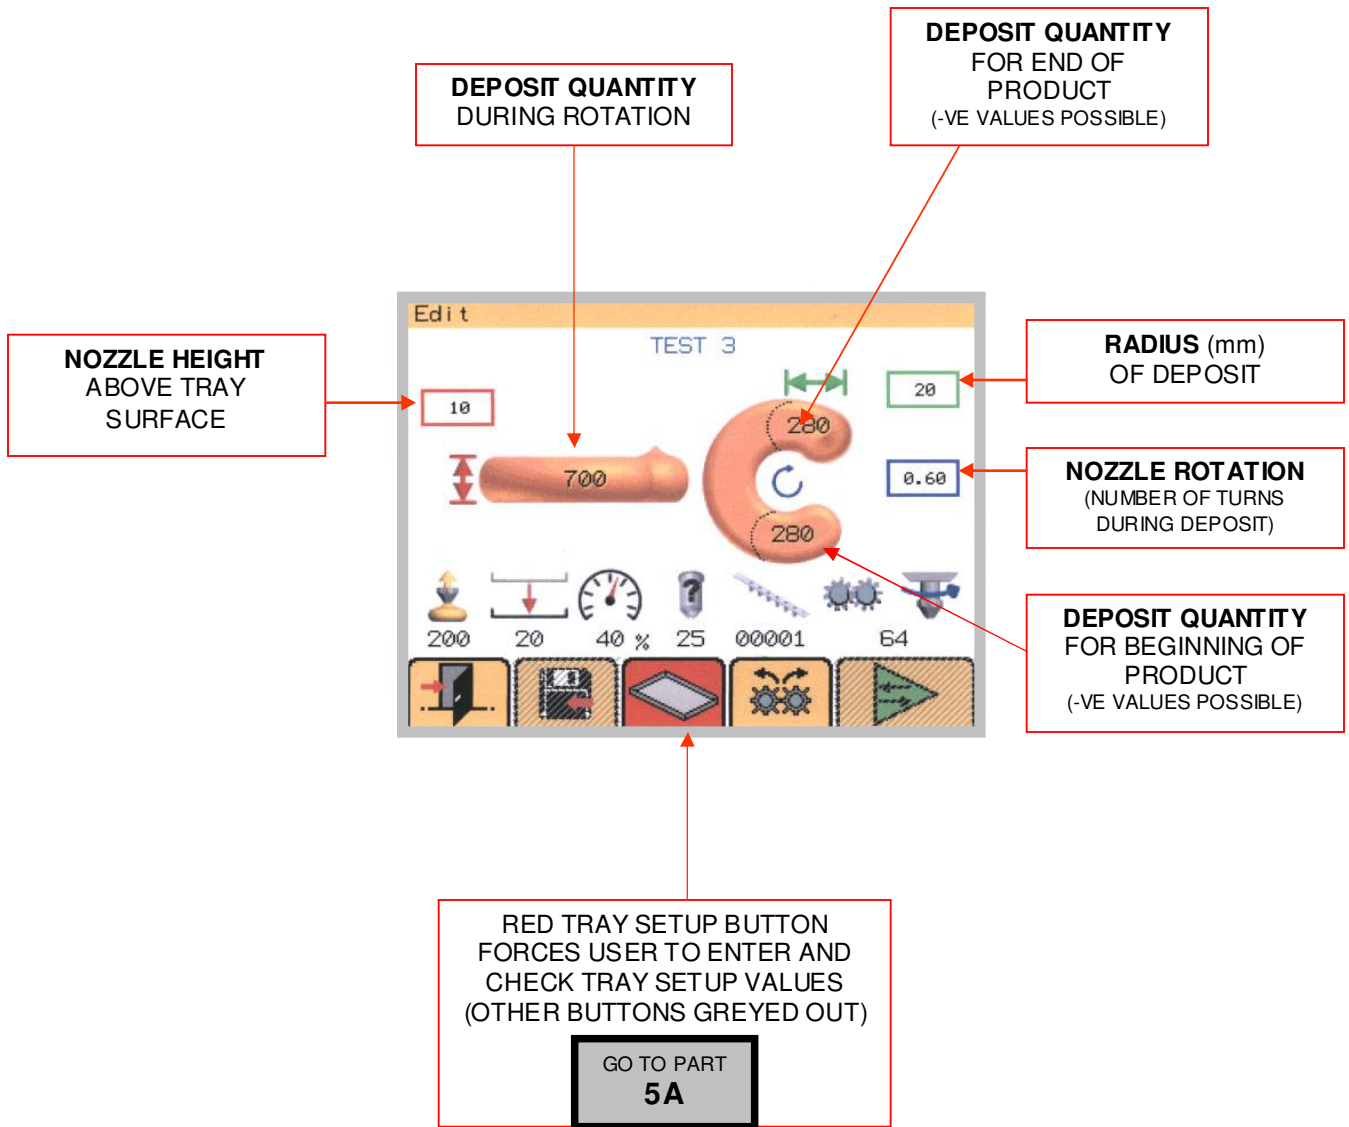 DEPOSIT QUANTITY
FOR END OF
PRODUCT
(-VE VALUES POSSIBLE)
DEPOSIT QUANTITY
DURING ROTATION
NOZZLE HEIGHT
ABOVE TRAY
SURFACE
Edit
TEST 3
10
20
280
700
0.60
280
200
20
40 %
25
00001
64
?
RADIUS (mm)
OF DEPOSIT
NOZZLE ROTATION
(NUMBER OF TURNS
DURING DEPOSIT)
DEPOSIT QUANTITY
FOR BEGINNING OF
PRODUCT
(-VE VALUES POSSIBLE)
RED TRAY SETUP BUTTON
FORCES USER TO ENTER AND
CHECK TRAY SETUP VALUES
(OTHER BUTTONS GREYED OUT)
GO TO PART
5A